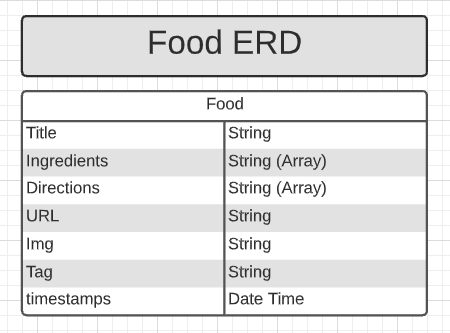 Food ERD
Food
Title String
Ingredients String (Array)
Directions String (Array)
URL String
Img String
Tag String
timestamps Date Time